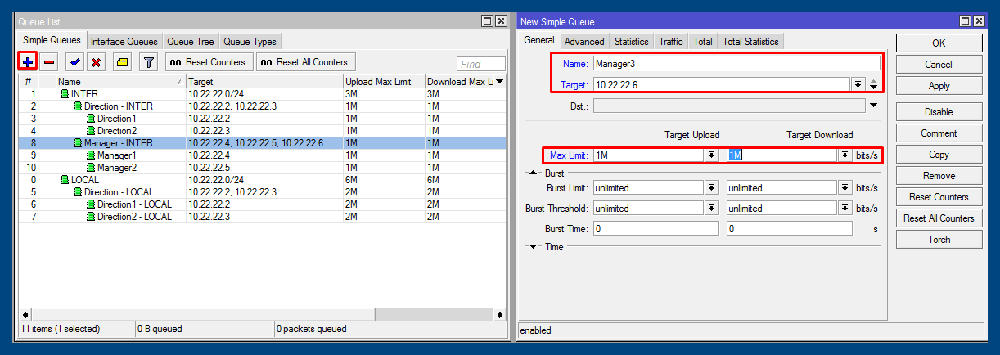 Queue List
Simple Queues Interface Queues Queue Tree Queue Types
00 Reset Counters 00 Reset All Counters Find
# Name Target Upload Max Limit Download Max L
1 INTER 10.22.22.0/24 3M 3M
2 Direction - INTER 10.22.22.2, 10.22.22.3 1M 1M
3 Direction1 10.22.22.2 1M 1M
4 Direction2 10.22.22.3 1M 1M
8 Manager - INTER 10.22.22.4, 10.22.22.5, 10.22.22.6 1M 1M
9 Manager1 10.22.22.4 1M 1M
10 Manager2 10.22.22.5 1M 1M
0 LOCAL 10.22.22.0/24 6M 6M
5 Direction - LOCAL 10.22.22.2, 10.22.22.3 2M 2M
6 Direction1 - LOCAL 10.22.22.2 2M 2M
7 Direction2 - LOCAL 10.22.22.3 2M 2M
11 items (1 selected) 0 B queued 0 packets queued
New Simple Queue
General Advanced Statistics Traffic Total Total Statistics
Name: Manager3
Target: 10.22.22.6
Dst.:
Target Upload Target Download
Max Limit: 1M 1M bits/s
Burst
Burst Limit: unlimited unlimited bits/s
Burst Threshold: unlimited unlimited bits/s
Burst Time: 0 0 s
Time
enabled
OK
Cancel
Apply
Disable
Comment
Copy
Remove
Reset Counters
Reset All Counters
Torch